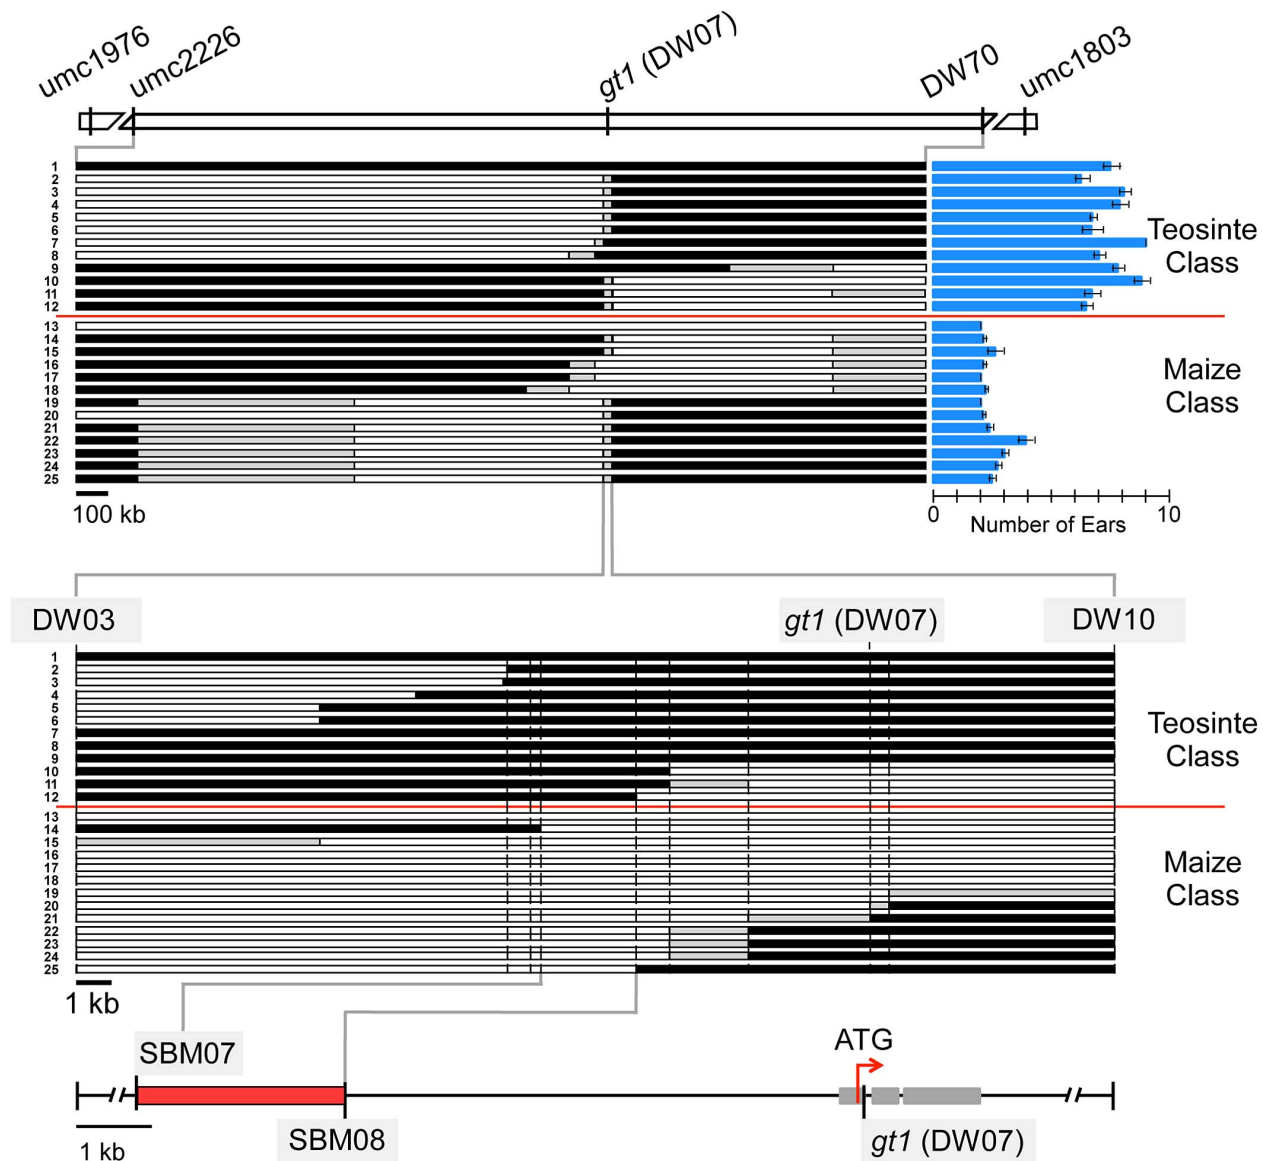 umc1976
umc2226
gt1 (DW07)
DW70
umc1803
1
2
3
4
5
6
7
8
9
10
11
12
Teosinte
Class
13
14
15
16
17
18
19
20
21
22
23
24
25
Maize
Class
100 kb
0
10
Number of Ears
DW03
gt1 (DW07)
DW10
1
2
3
4
5
6
7
8
9
10
11
12
Teosinte
Class
13
14
15
16
17
18
19
20
21
22
23
24
25
Maize
Class
1 kb
SBM07
ATG
SBM08
gt1 (DW07)
1 kb